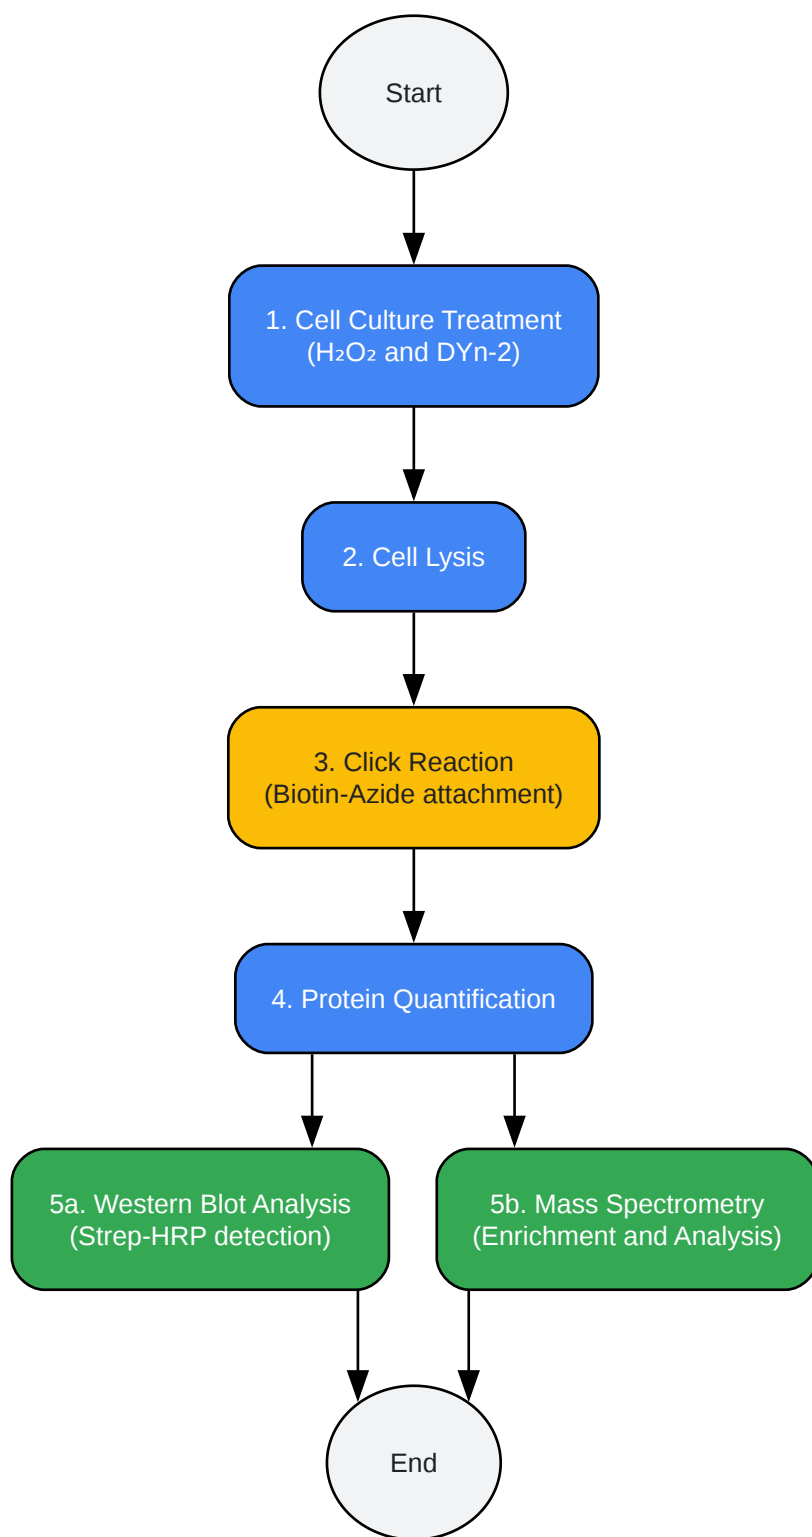 Start
1. Cell Culture Treatment
(H₂O₂ and DYn-2)
2. Cell Lysis
3. Click Reaction
(Biotin-Azide attachment)
4. Protein Quantification
5a. Western Blot Analysis
(Strep-HRP detection)
5b. Mass Spectrometry
(Enrichment and Analysis)
End